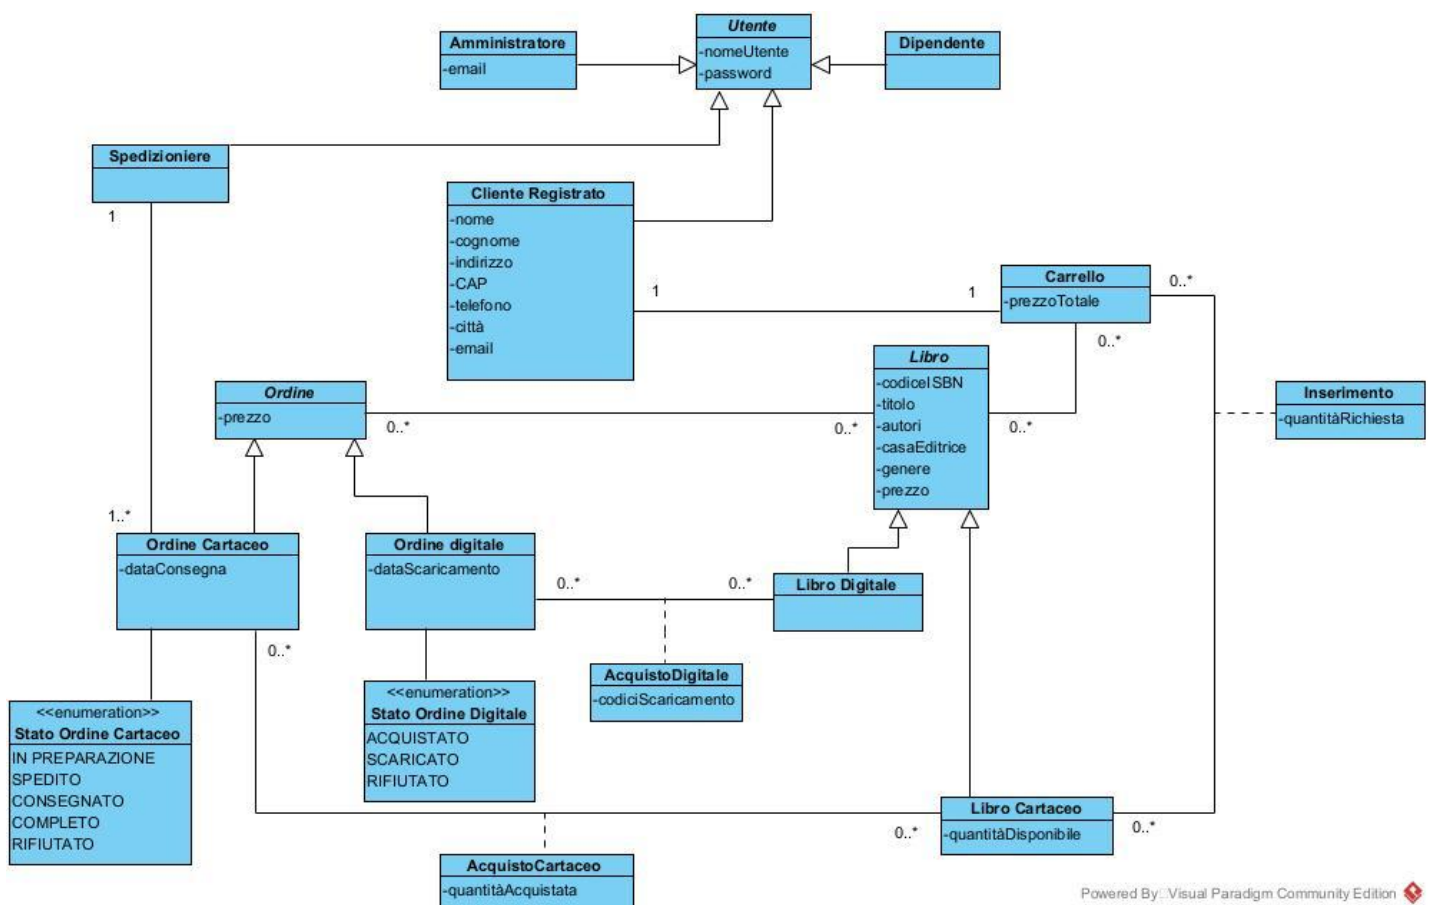 Utente
-nomeUtente
-password
Amministratore
-email
Dipendente
Spedizioniere
1
Cliente Registrato
-nome
-cognome
-indirizzo
-CAP
-telefono
-città
-email
1
1
Carrello
-prezzoTotale
0..*
0..*
Libro
-codiceISBN
-titolo
-autori
-casaEditrice
-genere
-prezzo
0..*
0..*
Ordine
-prezzo
0..*
Inserimento
-quantitàRichiesta
1..*
Ordine Cartaceo
-dataConsegna
0..*
Ordine digitale
-dataScaricamento
0..*
0..*
Libro Digitale
AcquistoDigitale
-codiciScaricamento
<<enumeration>>
Stato Ordine Cartaceo
IN PREPARAZIONE
SPEDITO
CONSEGNATO
COMPLETO
RIFIUTATO
<<enumeration>>
Stato Ordine Digitale
ACQUISTATO
SCARICATO
RIFIUTATO
Libro Cartaceo
-quantitàDisponibile
0..*
0..*
AcquistoCartaceo
-quantitàAcquistata
Powered By Visual Paradigm Community Edition